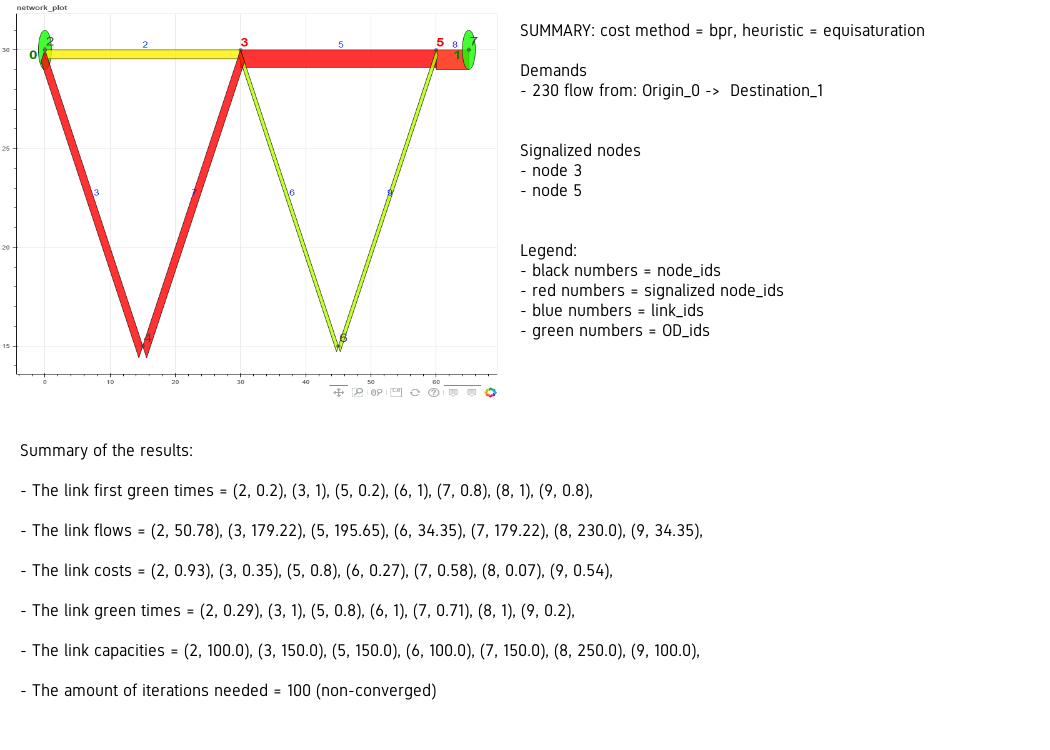 network_plot
SUMMARY: cost method = bpr, heuristic = equisaturation
Demands
- 230 flow from: Origin_0 -> Destination_1
Signalized nodes
- node 3
- node 5
Legend:
- black numbers = node_ids
- red numbers = signalized node_ids
- blue numbers = link_ids
- green numbers = OD_ids
30
25
20
15
0
10
20
30
40
50
60
0
2
2
3
5
5
8
1
7
3
7
6
9
4
6
Summary of the results:
- The link first green times = (2, 0.2), (3, 1), (5, 0.2), (6, 1), (7, 0.8), (8, 1), (9, 0.8),
- The link flows = (2, 50.78), (3, 179.22), (5, 195.65), (6, 34.35), (7, 179.22), (8, 230.0), (9, 34.35),
- The link costs = (2, 0.93), (3, 0.35), (5, 0.8), (6, 0.27), (7, 0.58), (8, 0.07), (9, 0.54),
- The link green times = (2, 0.29), (3, 1), (5, 0.8), (6, 1), (7, 0.71), (8, 1), (9, 0.2),
- The link capacities = (2, 100.0), (3, 150.0), (5, 150.0), (6, 100.0), (7, 150.0), (8, 250.0), (9, 100.0),
- The amount of iterations needed = 100 (non-converged)